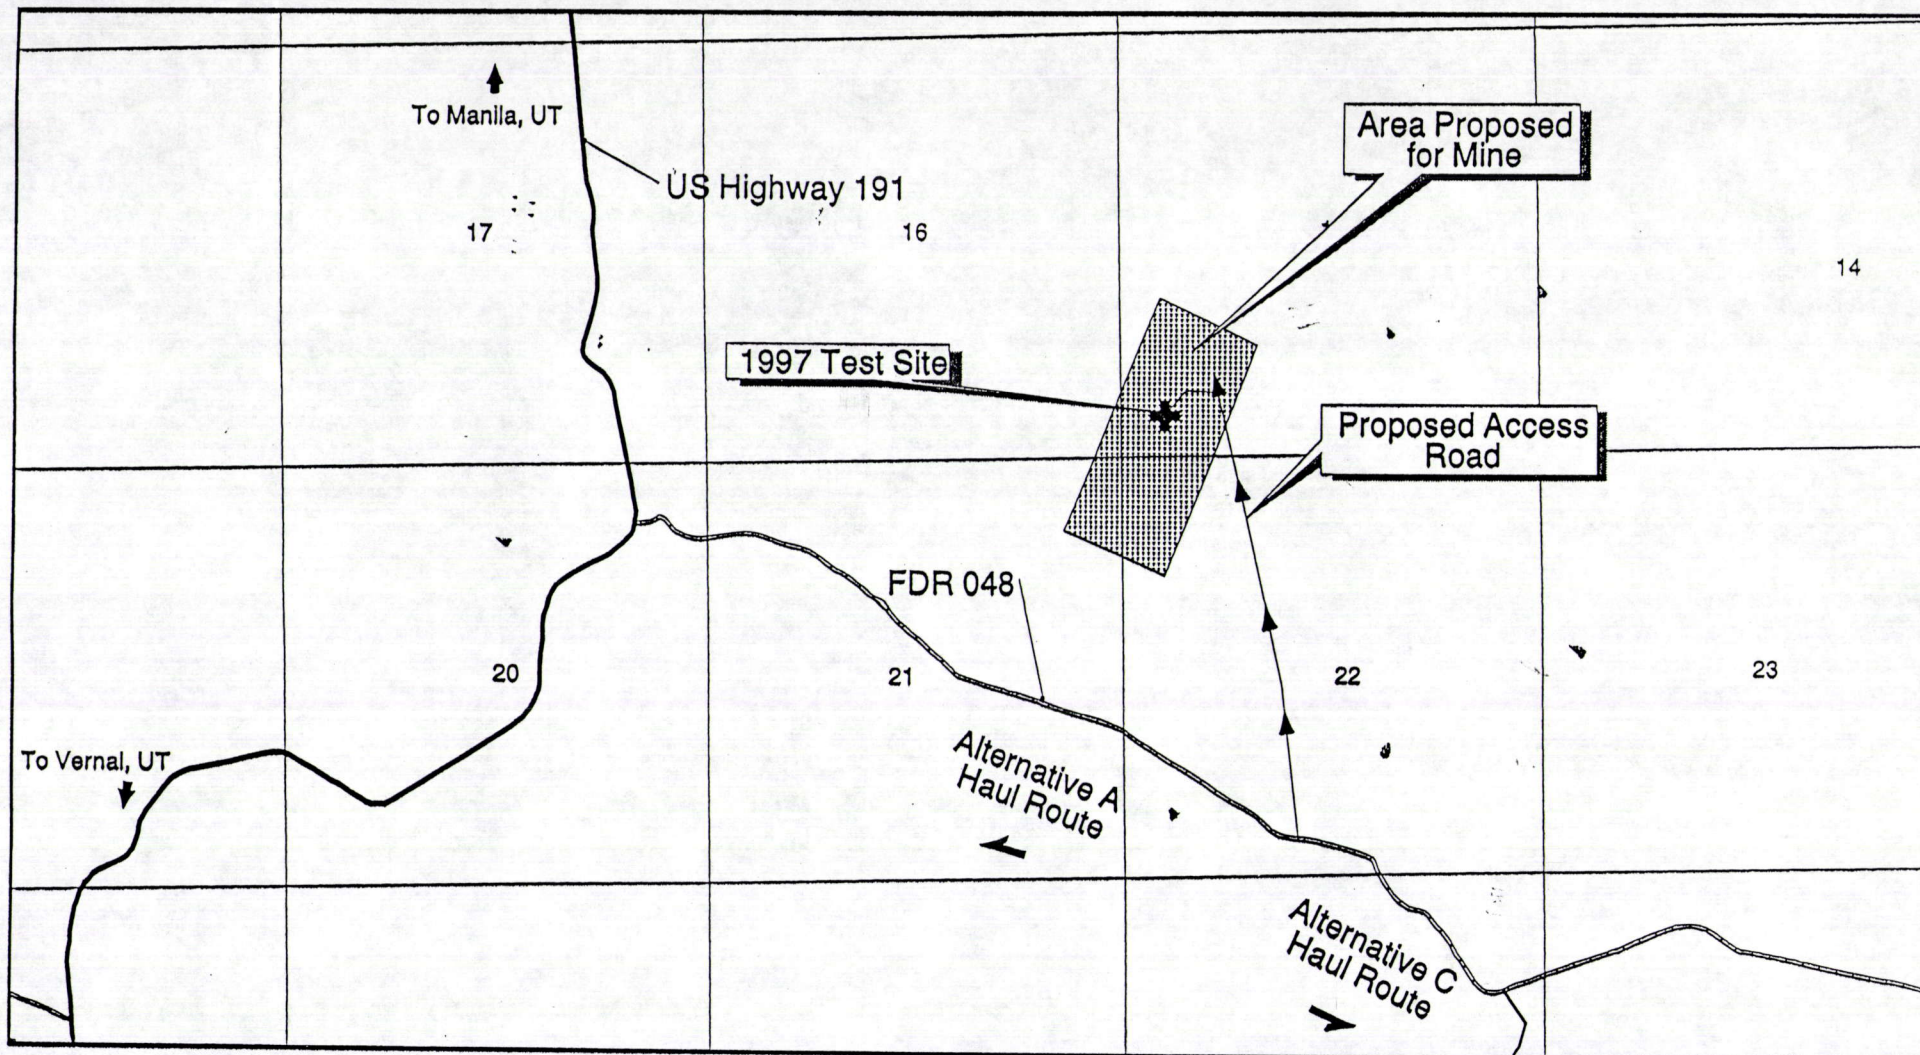 To Manila, UT
US Highway 191
17
16
Area Proposed
for Mine
14
1997 Test Site
Proposed Access
Road
FDR 048
20
21
22
23
To Vernal, UT
Alternative A
Haul Route
Alternative C
Haul Route